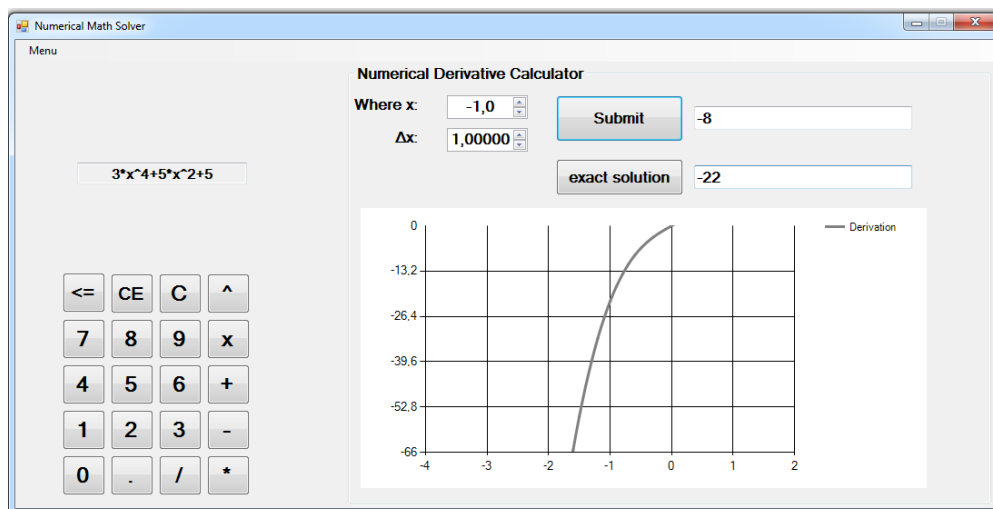 Numerical Math Solver
Menu
Numerical Derivative Calculator
Where x: -1,0 Submit -8
Δx: 1,00000
3*x^4+5*x^2+5
exact solution -22
0
-13,2
-26,4
-39,6
-52,8
-66
-4 -3 -2 -1 0 1 2
Derivation
<= CE C ^
7 8 9 x
4 5 6 +
1 2 3 -
0 . / *